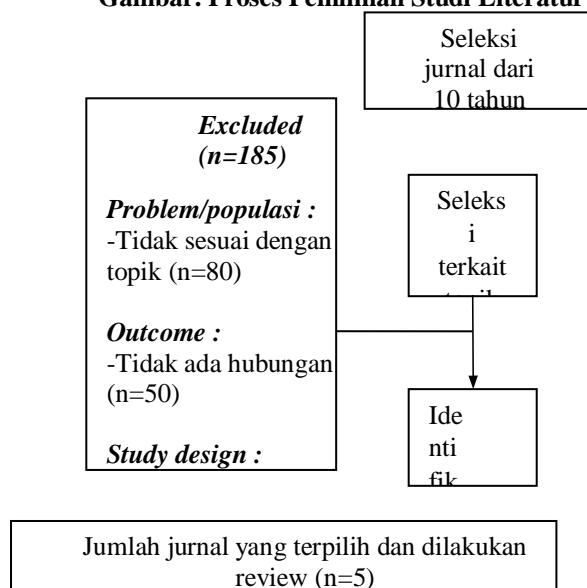 Gambar: Proses Pemilihan Studi Literatur
Seleksi
jurnal dari
10 tahun
Excluded
(n=185)
Problem/populasi :
-Tidak sesuai dengan
topik (n=80)
Outcome :
-Tidak ada hubungan
(n=50)
Study design :
Seleks
i
terkait
Ide
nti
fik
Jumlah jurnal yang terpilih dan dilakukan
review (n=5)